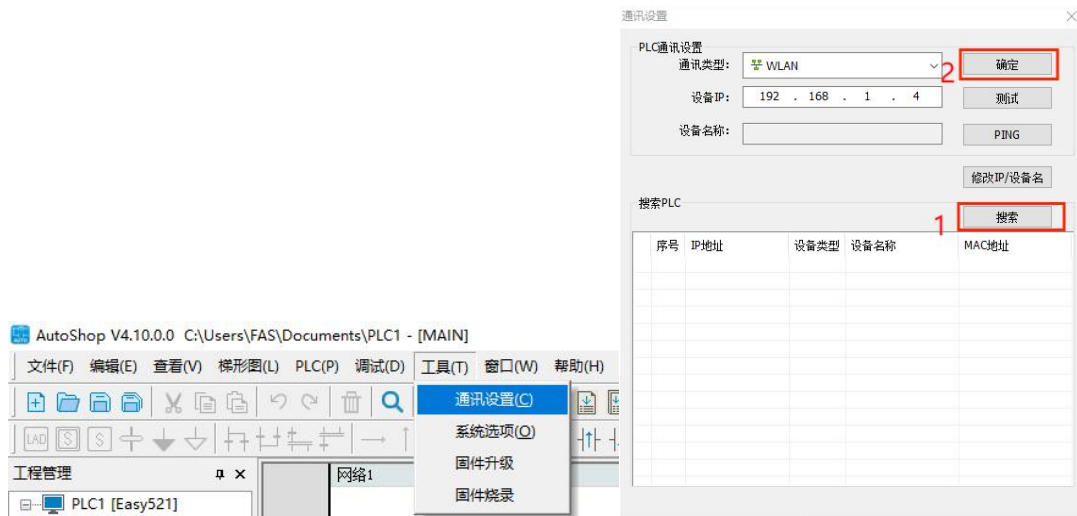 通讯设置
PLC通讯设置
通讯类型: WLAN
2 确定
设备IP: 192 . 168 . 1 . 4
测试
设备名称:
PING
修改IP/设备名
搜索PLC
1 搜索
序号 IP地址 设备类型 设备名称 MAC地址
AutoShop V4.10.0.0 C:\Users\FAS\Documents\PLC1 - [MAIN]
文件(F) 编辑(E) 查看(V) 梯形图(L) PLC(P) 调试(D) 工具(T) 窗口(W) 帮助(H)
通讯设置(C)
LAD S S
系统选项(O)
工程管理
网络1
固件升级
PLC1 [Easy521]
固件烧录